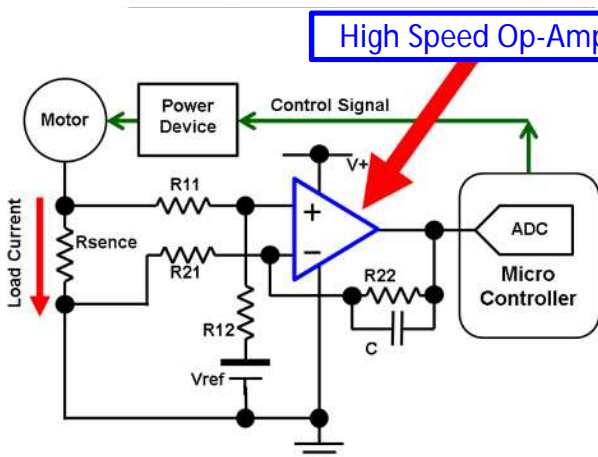 High Speed Op-Amp
Motor
Power
Device
Control Signal
V+
Load Current
Rsence
R11
R21
+
−
R12
R22
C
Vref
ADC
Micro
Controller